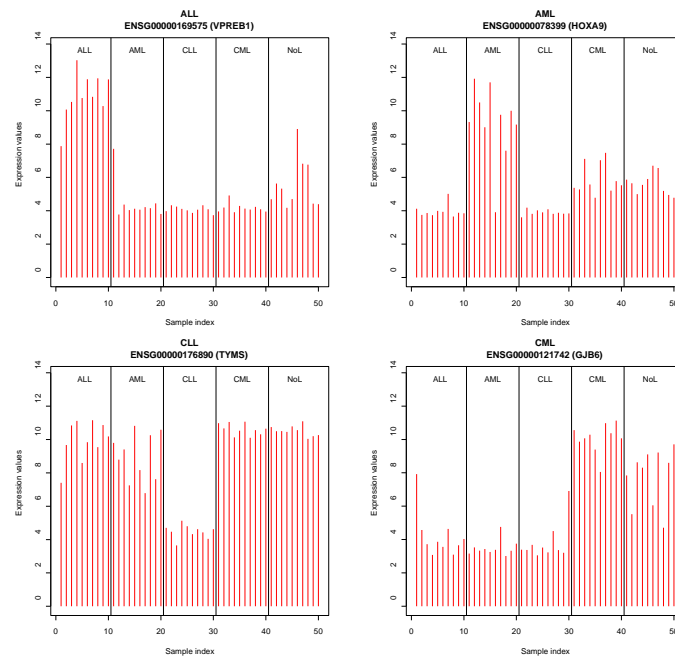 ALL
ENSG00000169575 (VPREB1)
Expression values
0 2 4 6 8 10 12 14
ALL AML CLL CML NoL
0 10 20 30 40 50
Sample index
AML
ENSG00000078399 (HOXA9)
Expression values
0 2 4 6 8 10 12 14
ALL AML CLL CML NoL
0 10 20 30 40 50
Sample index
CLL
ENSG00000176890 (TYMS)
Expression values
0 2 4 6 8 10 12 14
ALL AML CLL CML NoL
0 10 20 30 40 50
Sample index
CML
ENSG00000121742 (GJB6)
Expression values
0 2 4 6 8 10 12 14
ALL AML CLL CML NoL
0 10 20 30 40 50
Sample index